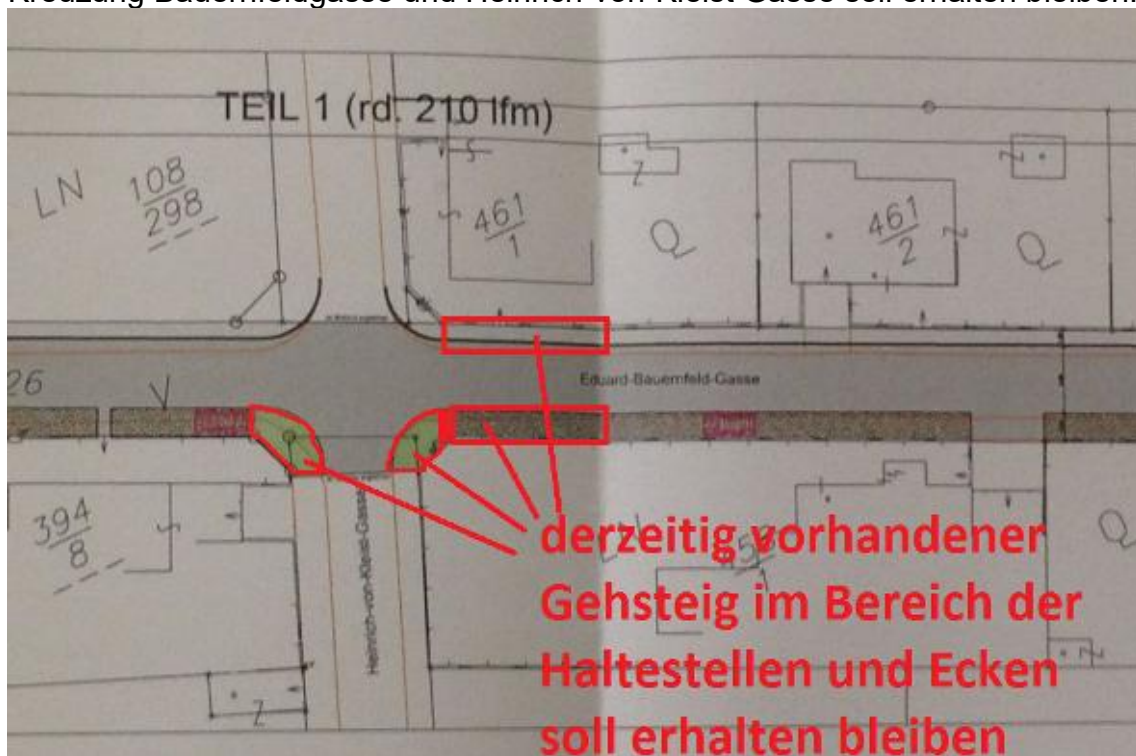 Kreuzung Bauernfeldgasse und Heinrich von Kleist Gasse soll erhalten bleiben.
TEIL 1 (rd. 210 lfm)
LN
108
298
461
1
461
2
Q
Q
Z
Z
Z
Eduard-Bauernfeld-Gasse
26
V
394
8
Heinrich-von-Kleist-Gasse
Q
Z
Z
derzeitig vorhandener
Gehsteig im Bereich der
Haltestellen und Ecken
soll erhalten bleiben